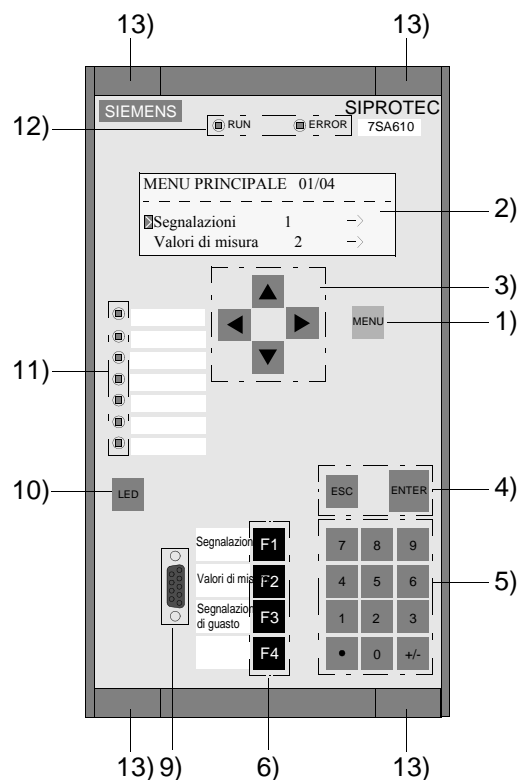 13) 13)
SIEMENS SIPROTEC
12) RUN ERROR 7SA610
MENU PRINCIPALE 01/04
2)
Segnalazioni 1 ->
Valori di misura 2 ->
3)
MENU 1)
11)
10) LED
ESC ENTER 4)
Segnalazion F1
7 8 9
Valori di mis F2
4 5 6 5)
Segnalazion
di guasto F3
1 2 3
F4
• 0 +/-
13) 9) 6) 13)